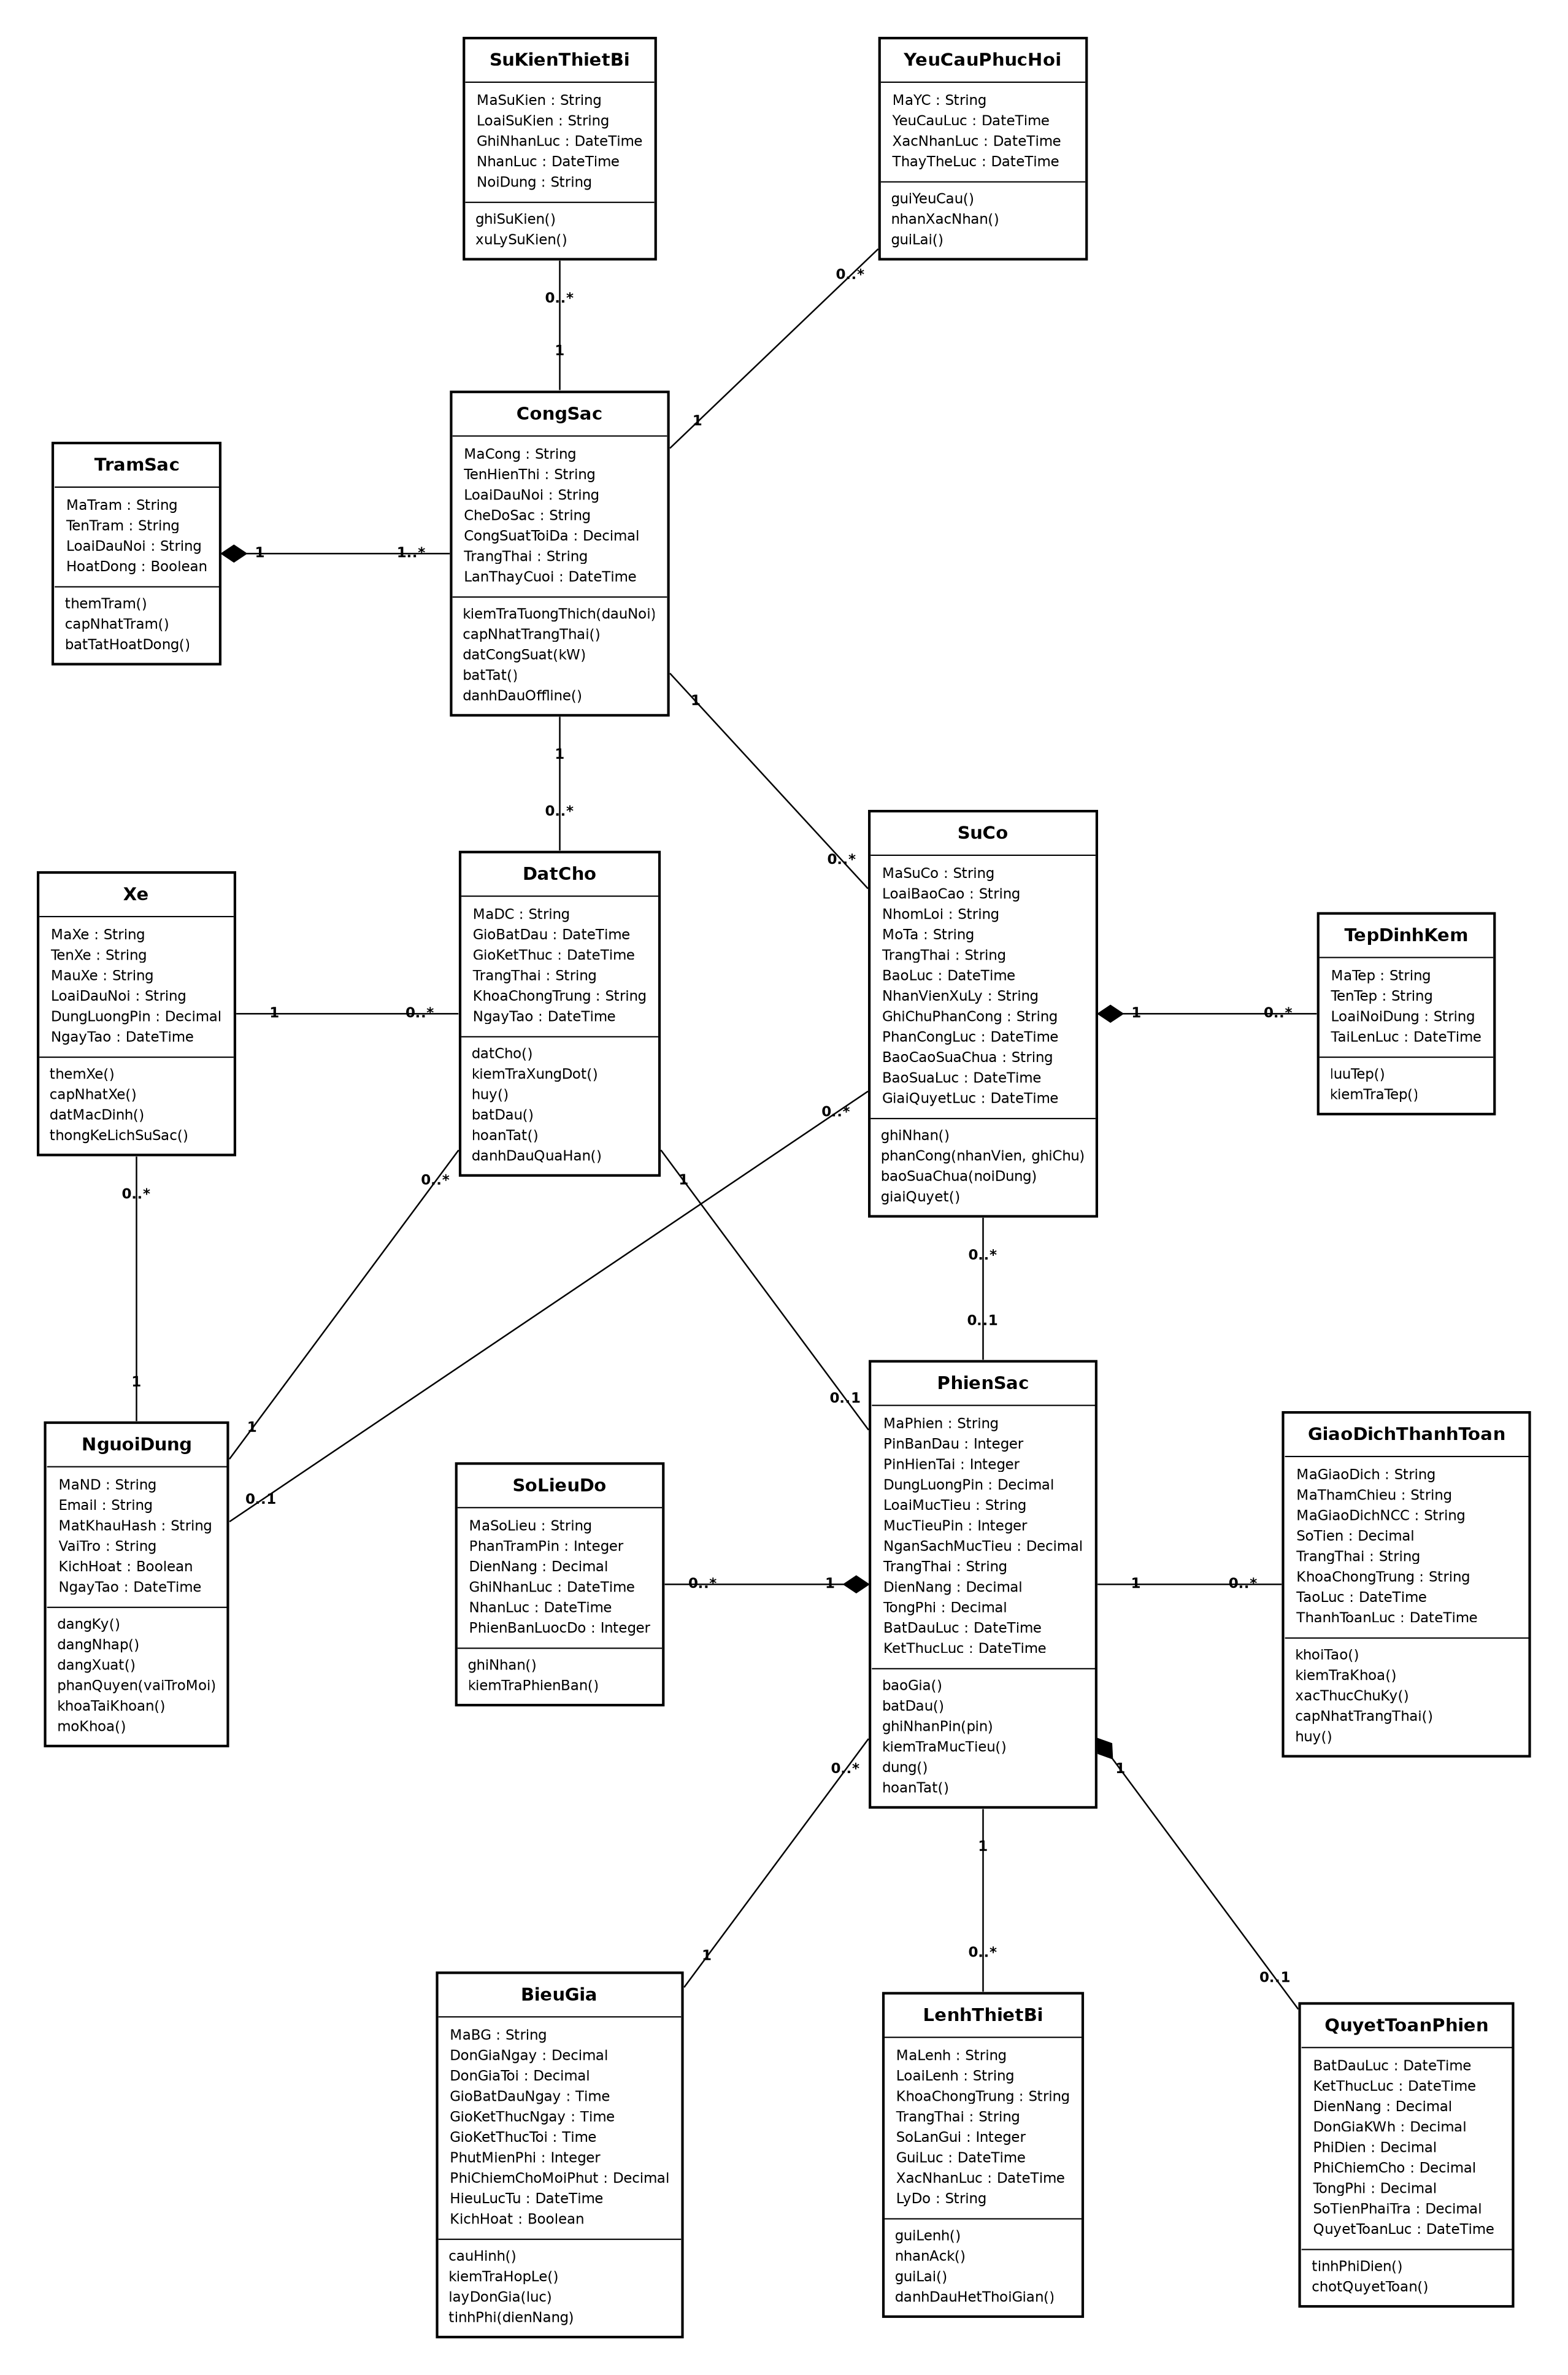 SuKienThietBi
MaSuKien : String
LoaiSuKien : String
GhiNhanLuc : DateTime
NhanLuc : DateTime
NoiDung : String
ghiSuKien()
xuLySuKien()
YeuCauPhucHoi
MaYC : String
YeuCauLuc : DateTime
XacNhanLuc : DateTime
ThayTheLuc : DateTime
guiYeuCau()
nhanXacNhan()
guiLai()
0..*
1
0..*
1
TramSac
MaTram : String
TenTram : String
LoaiDauNoi : String
HoatDong : Boolean
themTram()
capNhatTram()
batTatHoatDong()
1
1..*
CongSac
MaCong : String
TenHienThi : String
LoaiDauNoi : String
CheDoSac : String
CongSuatToiDa : Decimal
TrangThai : String
LanThayCuoi : DateTime
kiemTraTuongThich(dauNoi)
capNhatTrangThai()
datCongSuat(kW)
batTat()
danhDauOffline()
1
0..*
1
0..*
Xe
MaXe : String
TenXe : String
MauXe : String
LoaiDauNoi : String
DungLuongPin : Decimal
NgayTao : DateTime
themXe()
capNhatXe()
datMacDinh()
thongKeLichSuSac()
1
0..*
DatCho
MaDC : String
GioBatDau : DateTime
GioKetThuc : DateTime
TrangThai : String
KhoaChongTrung : String
NgayTao : DateTime
datCho()
kiemTraXungDot()
huy()
batDau()
hoanTat()
danhDauQuaHan()
SuCo
MaSuCo : String
LoaiBaoCao : String
NhomLoi : String
MoTa : String
TrangThai : String
BaoLuc : DateTime
NhanVienXuLy : String
GhiChuPhanCong : String
PhanCongLuc : DateTime
BaoCaoSuaChua : String
BaoSuaLuc : DateTime
GiaiQuyetLuc : DateTime
ghiNhan()
phanCong(nhanVien, ghiChu)
baoSuaChua(noiDung)
giaiQuyet()
1
0..*
TepDinhKem
MaTep : String
TenTep : String
LoaiNoiDung : String
TaiLenLuc : DateTime
luuTep()
kiemTraTep()
0..*
1
0..*
1
0..*
0..1
1
0..1
0..*
0..1
NguoiDung
MaND : String
Email : String
MatKhauHash : String
VaiTro : String
KichHoat : Boolean
NgayTao : DateTime
dangKy()
dangNhap()
dangXuat()
phanQuyen(vaiTroMoi)
khoaTaiKhoan()
moKhoa()
SoLieuDo
MaSoLieu : String
PhanTramPin : Integer
DienNang : Decimal
GhiNhanLuc : DateTime
NhanLuc : DateTime
PhienBanLuocDo : Integer
ghiNhan()
kiemTraPhienBan()
0..*
1
PhienSac
MaPhien : String
PinBanDau : Integer
PinHienTai : Integer
DungLuongPin : Decimal
LoaiMucTieu : String
MucTieuPin : Integer
NganSachMucTieu : Decimal
TrangThai : String
DienNang : Decimal
TongPhi : Decimal
BatDauLuc : DateTime
KetThucLuc : DateTime
baoGia()
batDau()
ghiNhanPin(pin)
kiemTraMucTieu()
dung()
hoanTat()
1
0..*
GiaoDichThanhToan
MaGiaoDich : String
MaThamChieu : String
MaGiaoDichNCC : String
SoTien : Decimal
TrangThai : String
KhoaChongTrung : String
TaoLuc : DateTime
ThanhToanLuc : DateTime
khoiTao()
kiemTraKhoa()
xacThucChuKy()
capNhatTrangThai()
huy()
0..*
1
1
0..*
1
0..1
BieuGia
MaBG : String
DonGiaNgay : Decimal
DonGiaToi : Decimal
GioBatDauNgay : Time
GioKetThucNgay : Time
GioKetThucToi : Time
PhutMienPhi : Integer
PhiChiemChoMoiPhut : Decimal
HieuLucTu : DateTime
KichHoat : Boolean
cauHinh()
kiemTraHopLe()
layDonGia(luc)
tinhPhi(dienNang)
LenhThietBi
MaLenh : String
LoaiLenh : String
KhoaChongTrung : String
TrangThai : String
SoLanGui : Integer
GuiLuc : DateTime
XacNhanLuc : DateTime
LyDo : String
guiLenh()
nhanAck()
guiLai()
danhDauHetThoiGian()
QuyetToanPhien
BatDauLuc : DateTime
KetThucLuc : DateTime
DienNang : Decimal
DonGiaKWh : Decimal
PhiDien : Decimal
PhiChiemCho : Decimal
TongPhi : Decimal
SoTienPhaiTra : Decimal
QuyetToanLuc : DateTime
tinhPhiDien()
chotQuyetToan()